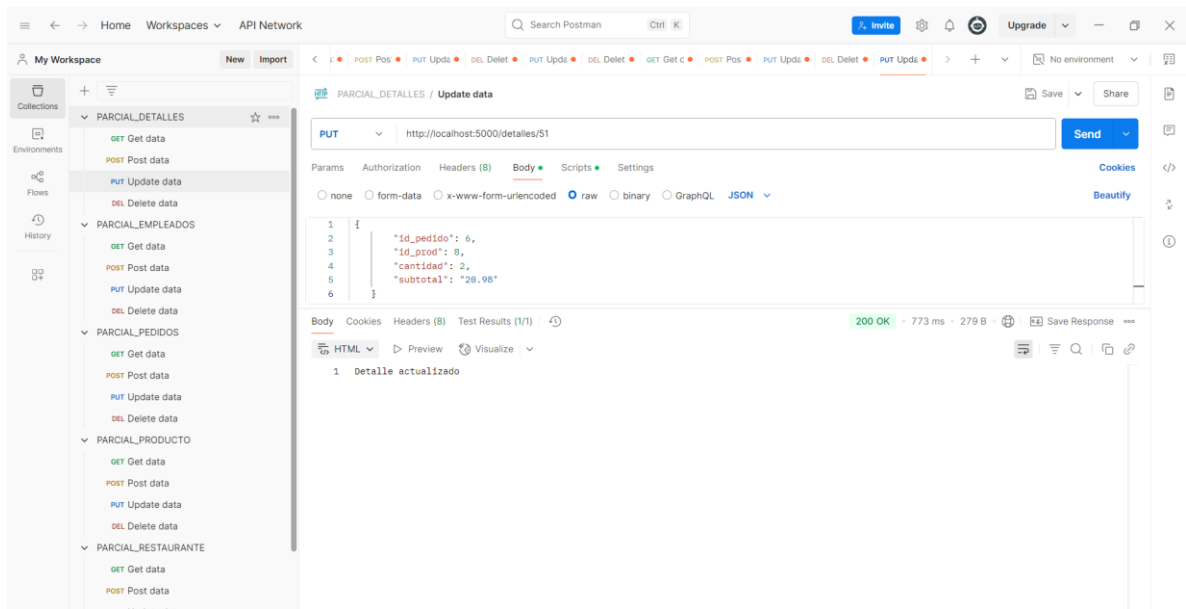 Home Workspaces API Network Search Postman Ctrl K Invite Upgrade
My Workspace New Import POST Pos PUT Upda DEL Delet PUT Upda DEL Delet GET Get d POST Pos PUT Upda DEL Delet PUT Upda No environment
Collections
Environments
Flows
History
PARCIAL_DETALLES
GET Get data
POST Post data
PUT Update data
DEL Delete data
PARCIAL_EMPLEADOS
GET Get data
POST Post data
PUT Update data
DEL Delete data
PARCIAL_PEDIDOS
GET Get data
POST Post data
PUT Update data
DEL Delete data
PARCIAL_PRODUCTO
GET Get data
POST Post data
PUT Update data
DEL Delete data
PARCIAL_RESTAURANTE
GET Get data
POST Post data
HTTP PARCIAL_DETALLES / Update data Save Share
PUT http://localhost:5000/detalles/51 Send
Params Authorization Headers (8) Body Scripts Settings Cookies
none form-data x-www-form-urlencoded raw binary GraphQL JSON Beautify
1 {
2 "id_pedido": 6,
3 "id_prod": 8,
4 "cantidad": 2,
5 "subtotal": "20.98"
6 }
Body Cookies Headers (8) Test Results (1/1) 200 OK 773 ms 279 B Save Response
HTML Preview Visualize
1 Detalle actualizado